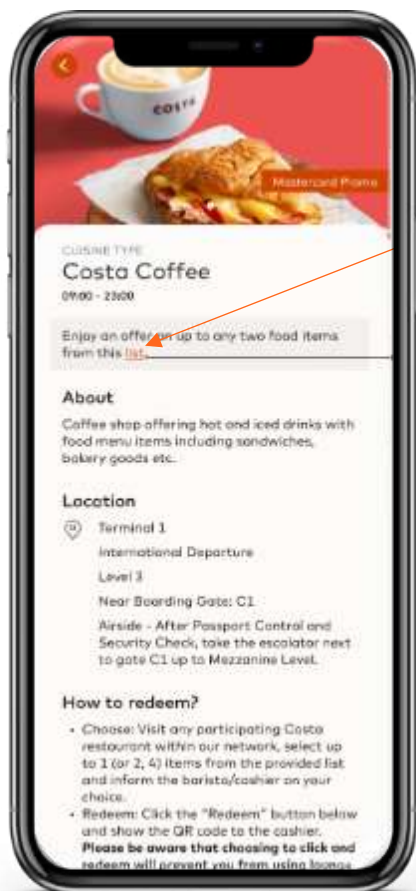 COSTA
Mastercard Promo
CUISINE TYPE
Costa Coffee
09:00 - 23:00
Enjoy an offer on up to any two food items
from this list.
About
Coffee shop offering hot and iced drinks with
food menu items including sandwiches,
bakery goods etc.
Location
Terminal 1
International Departure
Level 3
Near Boarding Gate: C1
Airside - After Passport Control and
Security Check, take the escalator next
to gate C1 up to Mezzanine Level.
How to redeem?
• Choose: Visit any participating Costa
restaurant within our network, select up
to 1 (or 2, 4) items from the provided list
and inform the barista/cashier on your
choice.
• Redeem: Click the "Redeem" button below
and show the QR code to the cashier.
Please be aware that choosing to click and
redeem will prevent you from using lounge